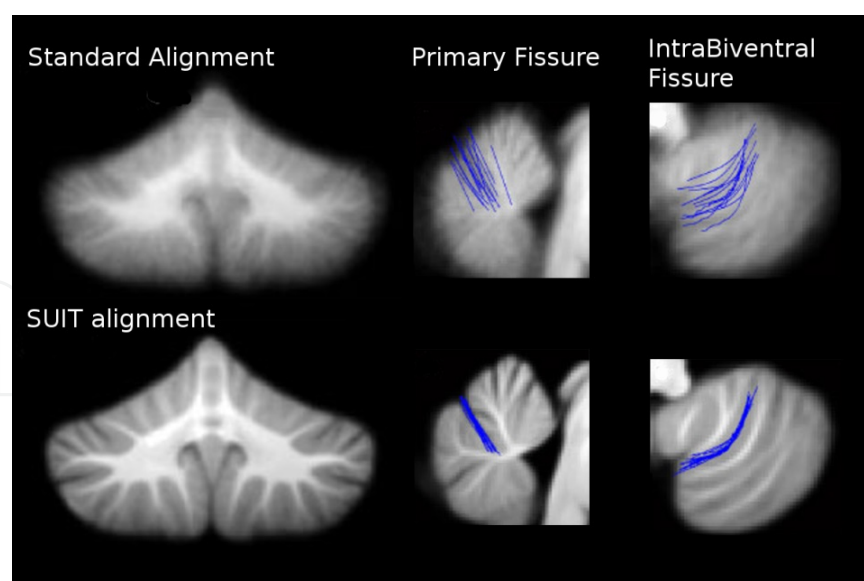 Standard Alignment
Primary Fissure
IntraBiventral
Fissure
SUIT alignment